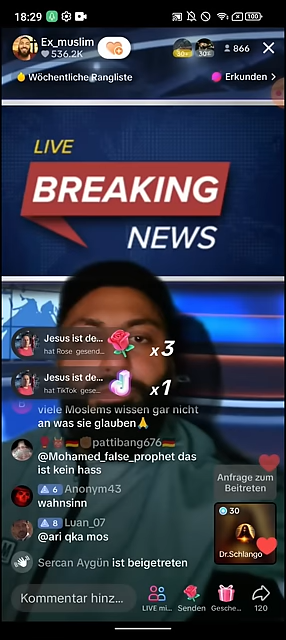 18:29
100
Ex_muslim
536.2K
30+
30+
866
Wöchentliche Rangliste
Erkunden >
LIVE
BREAKING
NEWS
Jesus ist de...
hat Rose gesend...
x3
Jesus ist de...
hat TikTok gese...
x1
viele Moslems wissen gar nicht
an was sie glauben🙏
pattibang676
@Mohamed_false_prophet das
ist kein hass
6 Anonym43
wahnsinn
8 Luan_07
@ari qka mos
Sercan Aygün ist beigetreten
Anfrage zum
Beitreten
30
Dr.Schlango
Kommentar hinz...
LIVE mi...
Senden
Gesche...
120